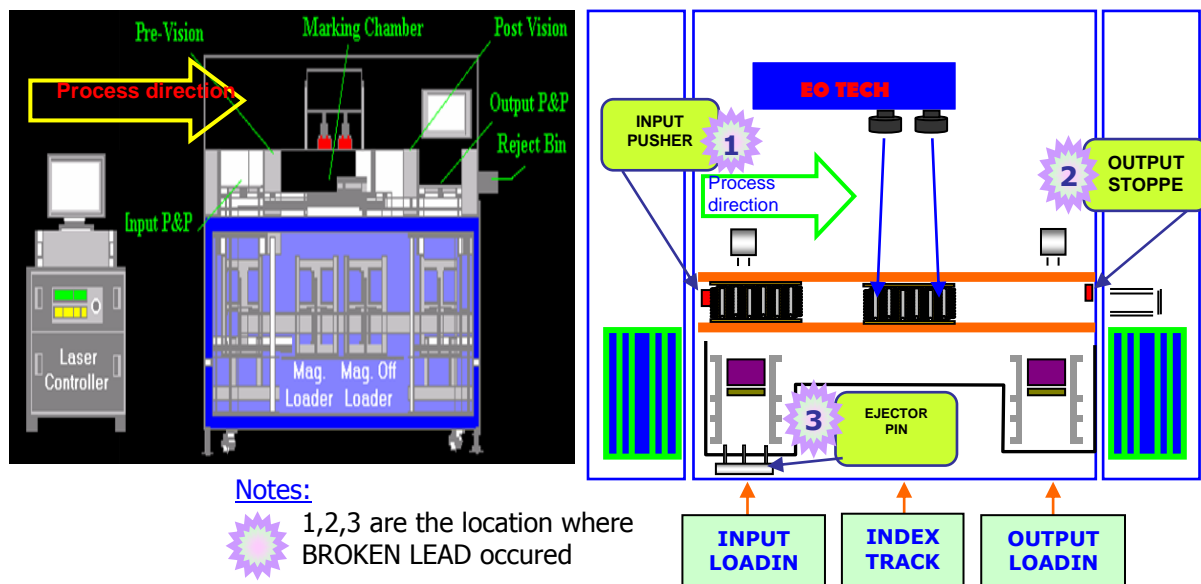 Pre-Vision
Marking Chamber
Post Vision
Process direction
Output P&P
Reject Bin
Input P&P
Laser
Controller
Mag.
Loader
Mag. Off
Loader
EO TECH
INPUT
PUSHER
1
2
OUTPUT
STOPPE
Process
direction
3
EJECTOR
PIN
Notes:
1,2,3 are the location where
BROKEN LEAD occured
INPUT
LOADIN
INDEX
TRACK
OUTPUT
LOADIN